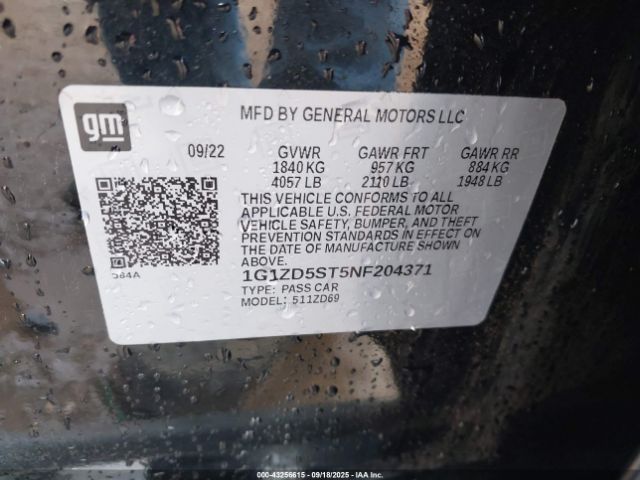 gm
MFD BY GENERAL MOTORS LLC
09/22 GVWR GAWR FRT GAWR RR
1840 KG 957 KG 884 KG
4057 LB 2110 LB 1948 LB
THIS VEHICLE CONFORMS TO ALL
APPLICABLE U.S. FEDERAL MOTOR
VEHICLE SAFETY, BUMPER, AND THEFT
PREVENTION STANDARDS IN EFFECT ON
THE DATE OF MANUFACTURE SHOWN
ABOVE.
584A
1G1ZD5ST5NF204371
TYPE: PASS CAR
MODEL: 511ZD69
000-43256615 - 09/18/2025 - IAA Inc.